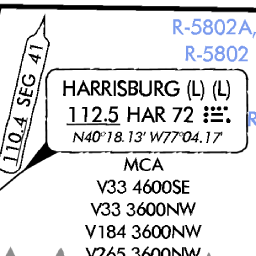 R-5802A,
R-5802
110.4 SEG 41
HARRISBURG (L) (L)
112.5 HAR 72
N40°18.13' W77°04.17'
R
MCA
V33 4600SE
V33 3600NW
V184 3600NW
V265 3600NW